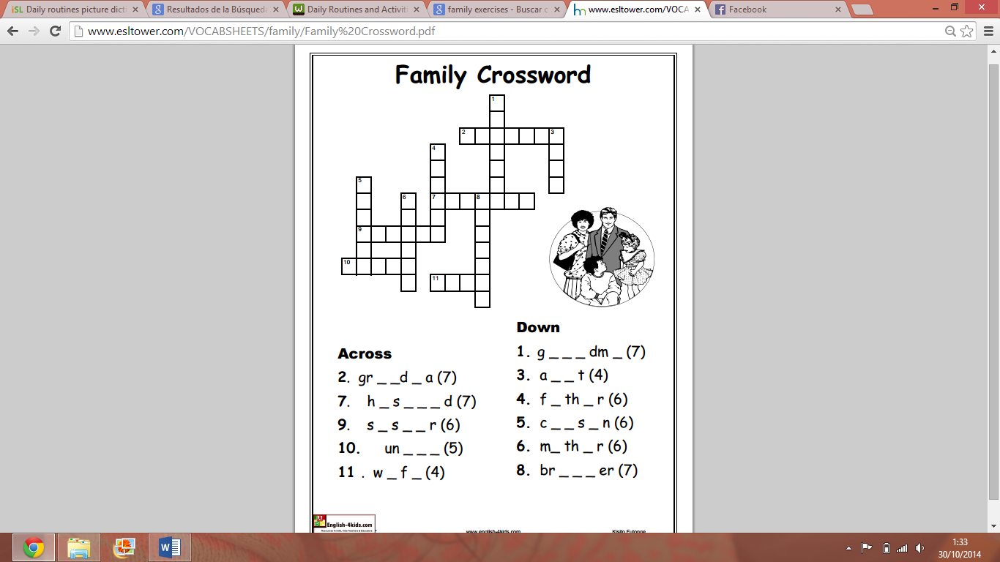 iSL Daily routines picture dicti
Resultados de la Búsqued
Daily Routines and Activiti
family exercises - Buscar c
www.esltower.com/VOCA
Facebook
www.esltower.com/VOCABSHEETS/family/Family%20Crossword.pdf
Family Crossword
1
2 3
4
5
6 7 8
9
10
11
Down
1. g _ _ _ dm _ (7)
3. a _ _ t (4)
4. f _ th _ r (6)
5. c _ _ s _ n (6)
6. m_ th _ r (6)
8. br _ _ _ er (7)
Across
2. gr _ _d _ a (7)
7. h _ s _ _ _ d (7)
9. s _ s _ _ r (6)
10. un _ _ _ (5)
11 . w _ f _ (4)
English-4kids.com
www.english-4kids.com
Kisito Futonge
1:33
30/10/2014